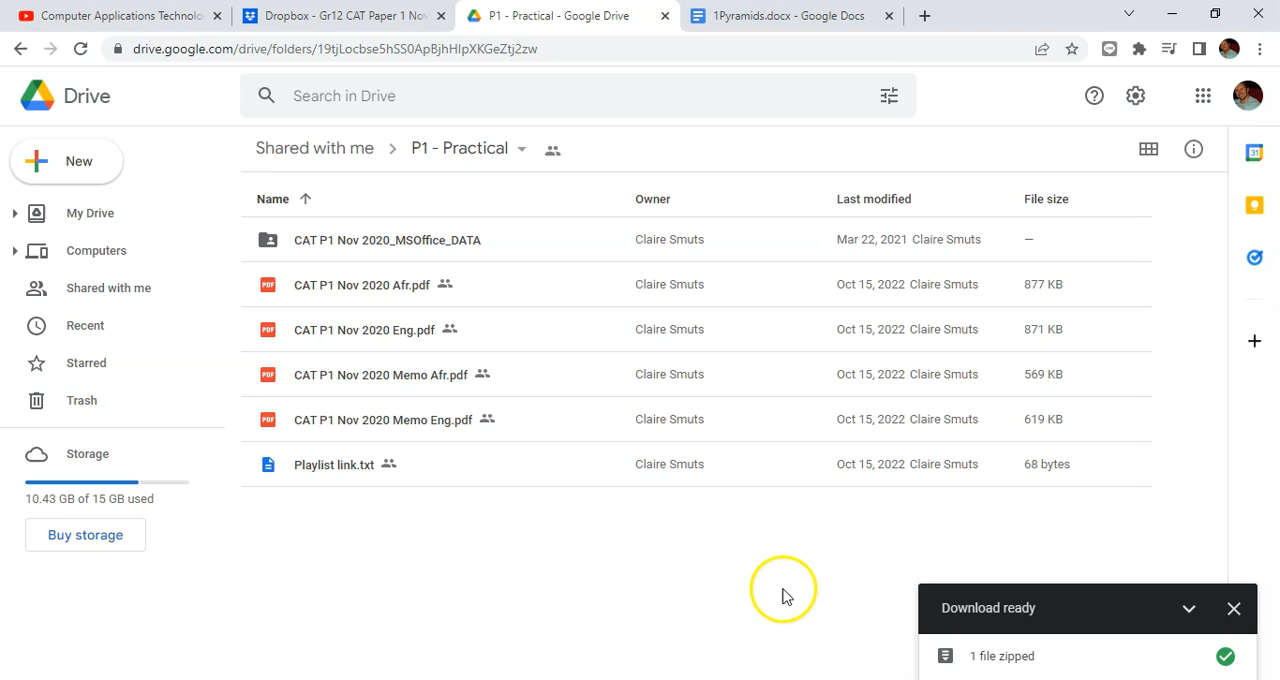 Computer Applications Technolo
Dropbox - Gr12 CAT Paper 1 Nov
P1 - Practical - Google Drive
1Pyramids.docx - Google Docs
drive.google.com/drive/folders/19tjLocbse5hSS0ApBjhHIpXKGeZtj2zw
Drive
Search in Drive
New
Shared with me > P1 - Practical
My Drive
Computers
Shared with me
Recent
Starred
Trash
Storage
10.43 GB of 15 GB used
Buy storage
Name Owner Last modified File size
CAT P1 Nov 2020_MSOffice_DATA Claire Smuts Mar 22, 2021 Claire Smuts —
PDF CAT P1 Nov 2020 Afr.pdf Claire Smuts Oct 15, 2022 Claire Smuts 877 KB
PDF CAT P1 Nov 2020 Eng.pdf Claire Smuts Oct 15, 2022 Claire Smuts 871 KB
PDF CAT P1 Nov 2020 Memo Afr.pdf Claire Smuts Oct 15, 2022 Claire Smuts 569 KB
PDF CAT P1 Nov 2020 Memo Eng.pdf Claire Smuts Oct 15, 2022 Claire Smuts 619 KB
Playlist link.txt Claire Smuts Oct 15, 2022 Claire Smuts 68 bytes
31
Download ready
1 file zipped